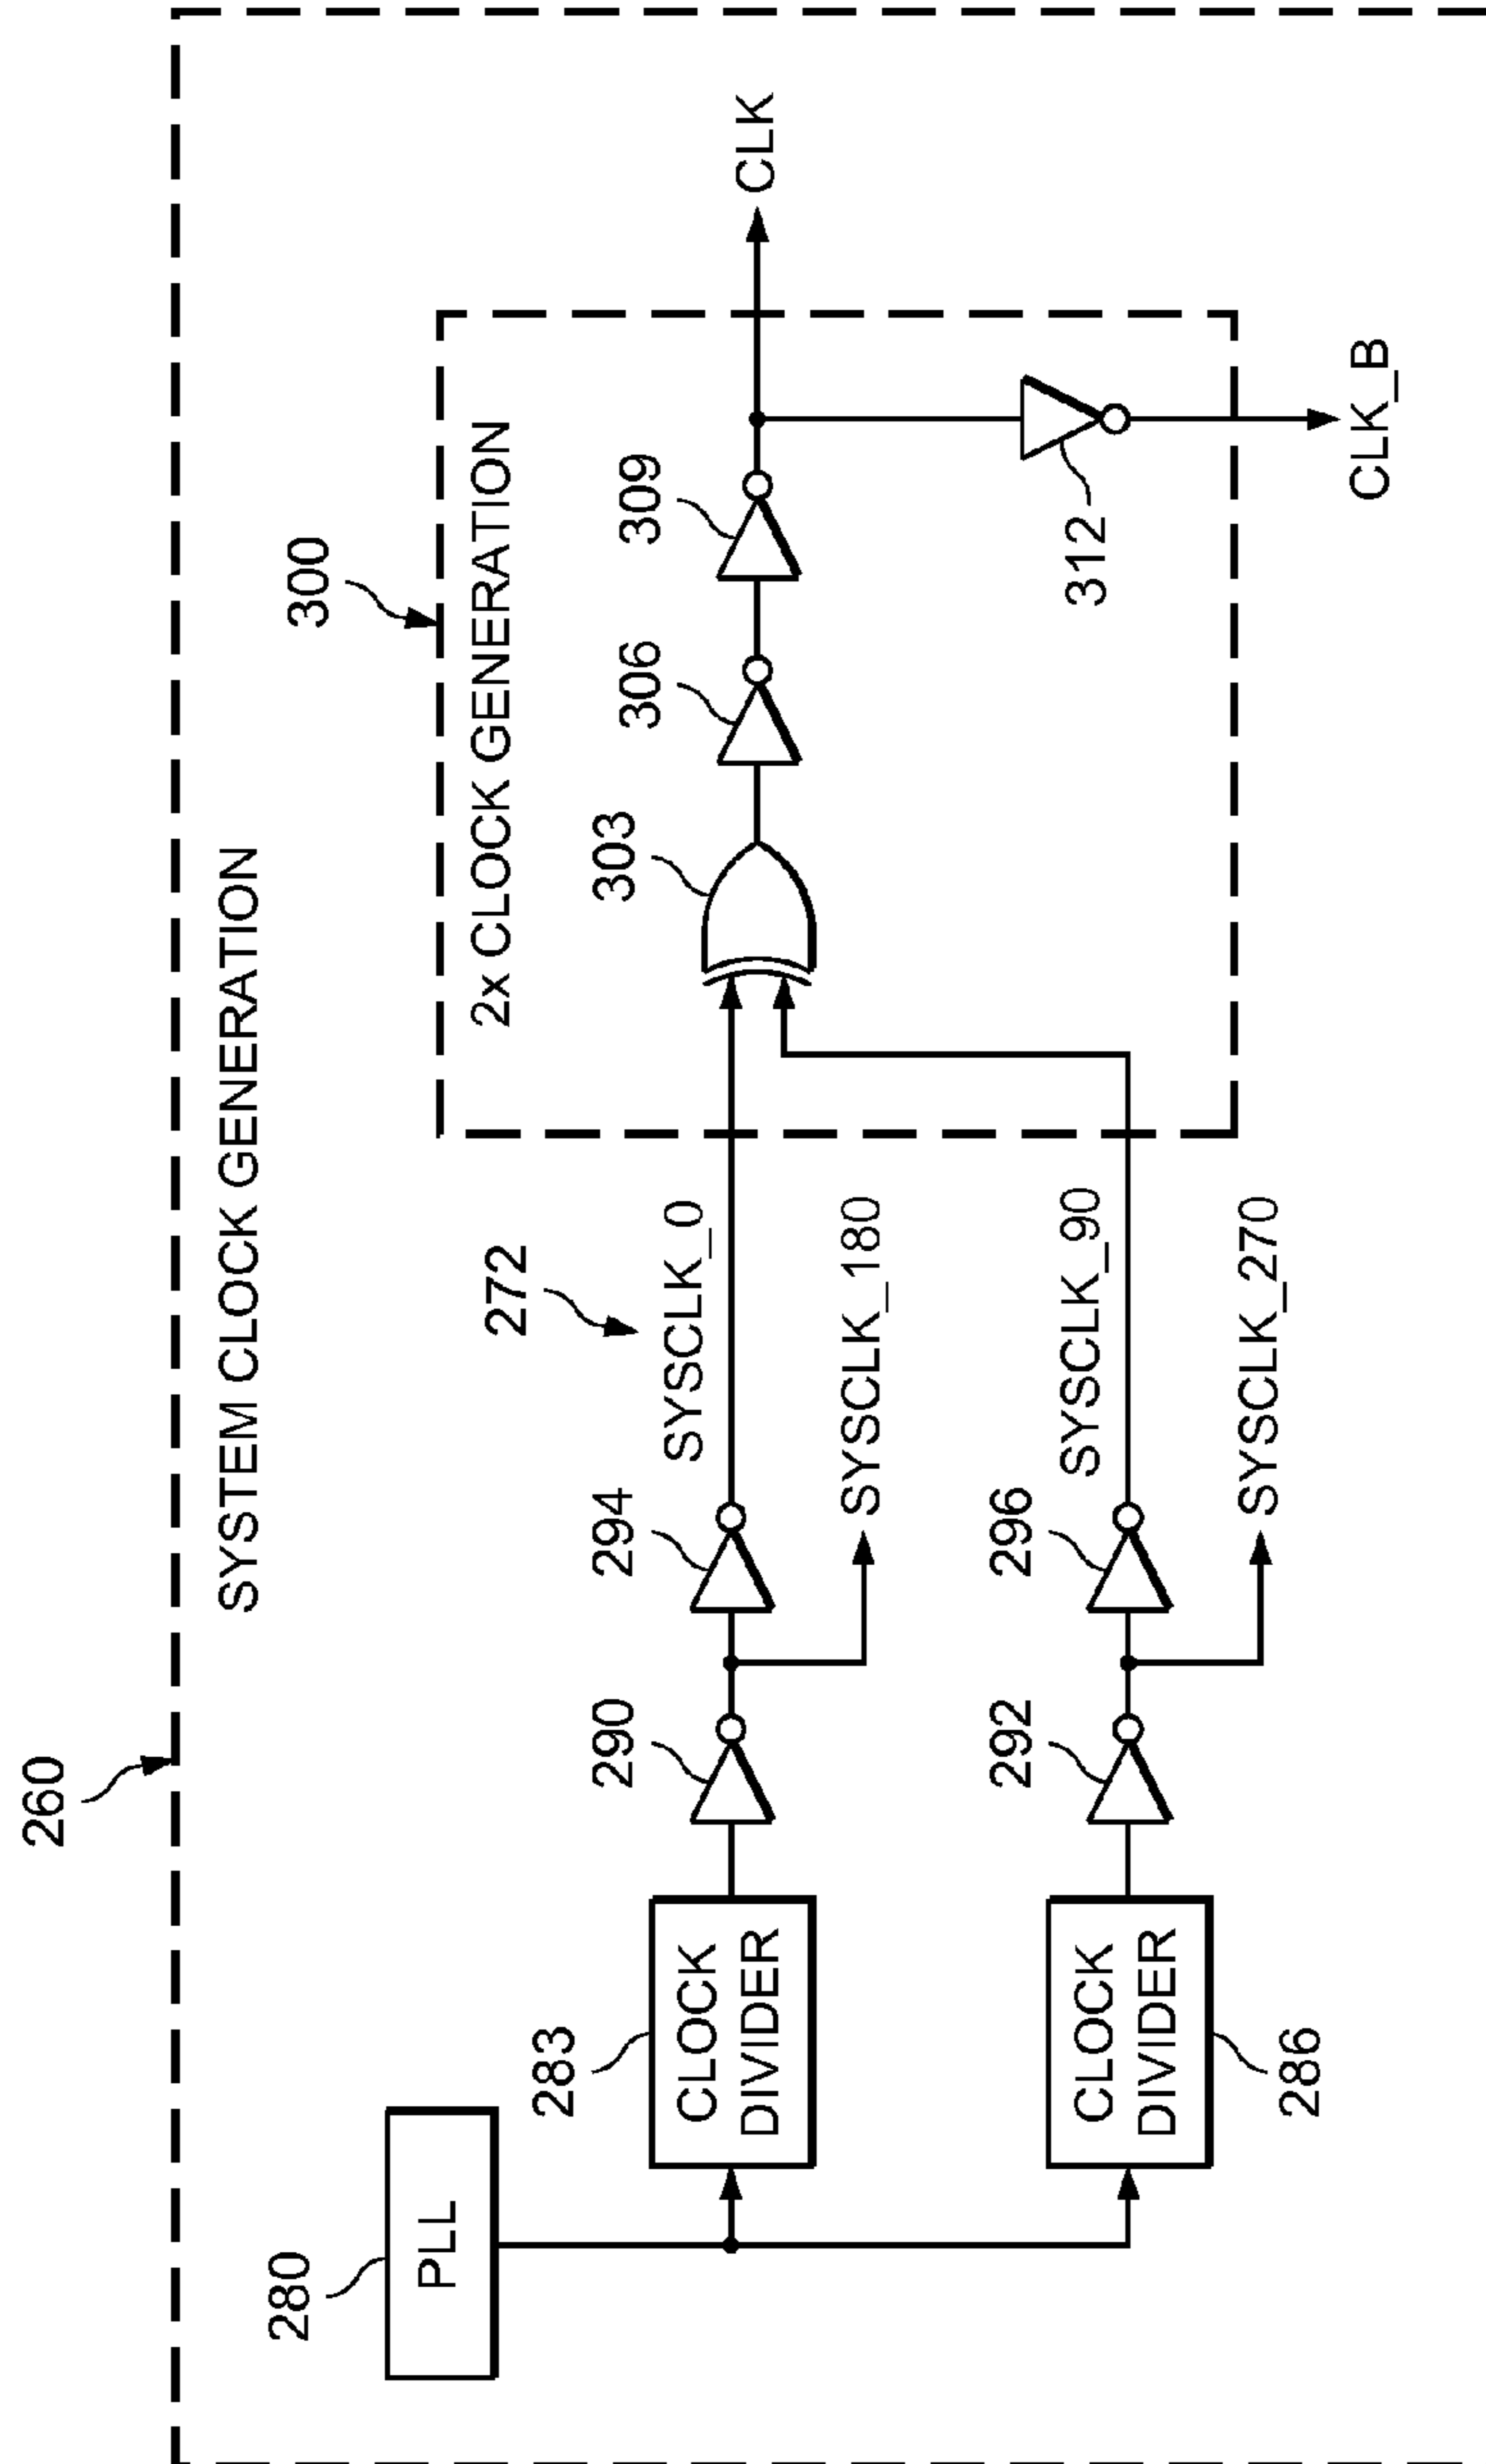 260
SYSTEM CLOCK GENERATION
280
PLL
300
2x CLOCK GENERATION
272
283
CLOCK
DIVIDER
290
294
SYSCLK_0
SYSCLK_180
303
306
309
CLK
286
CLOCK
DIVIDER
292
296
SYSCLK_90
SYSCLK_270
312
CLK_B